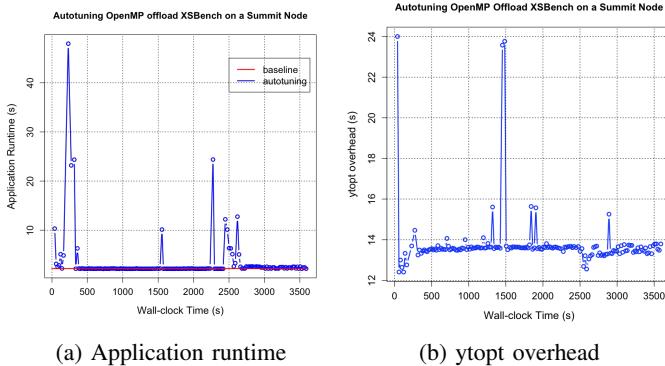 Autotuning OpenMP Offload XSBench on a Summit Node
Application Runtime (s)
40
30
20
10
baseline
autotuning
0 500 1000 1500 2000 2500 3000 3500
Wall-clock Time (s)
(a) Application runtime
Autotuning OpenMP Offload XSBench on a Summit Node
ytopt overhead (s)
24
22
20
18
16
14
12
0 500 1000 1500 2000 2500 3000 3500
Wall-clock Time (s)
(b) ytopt overhead